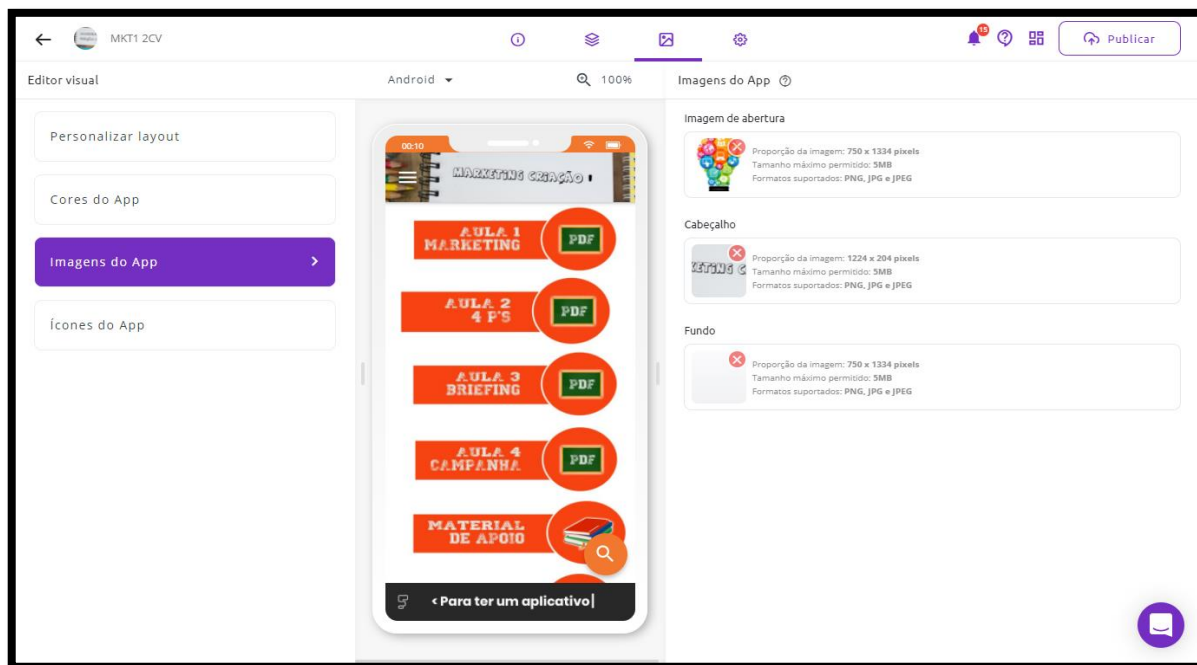 MKT1 2CV
15
Publicar
Editor visual
Android
100%
Imagens do App
Personalizar layout
Cores do App
Imagens do App
Ícones do App
00:10
MARKETING CRIAÇÃO
AULA 1
MARKETING
PDF
AULA 2
4 P'S
PDF
AULA 3
BRIEFING
PDF
AULA 4
CAMPANHA
PDF
MATERIAL
DE APOIO
< Para ter um aplicativo|
Imagem de abertura
Proporção da imagem: 750 x 1334 pixels
Tamanho máximo permitido: 5MB
Formatos suportados: PNG, JPG e JPEG
Cabeçalho
KETING C
Proporção da imagem: 1224 x 204 pixels
Tamanho máximo permitido: 5MB
Formatos suportados: PNG, JPG e JPEG
Fundo
Proporção da imagem: 750 x 1334 pixels
Tamanho máximo permitido: 5MB
Formatos suportados: PNG, JPG e JPEG